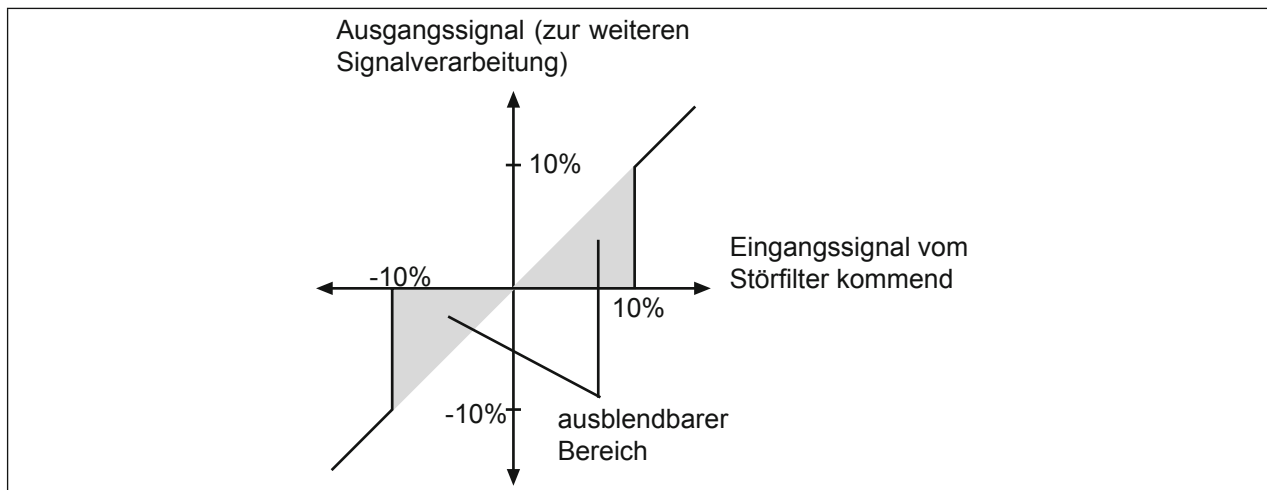 Ausgangssignal (zur weiteren
Signalverarbeitung)
10%
Eingangssignal vom
Störfilter kommend
-10%
10%
-10%
ausblendbarer
Bereich